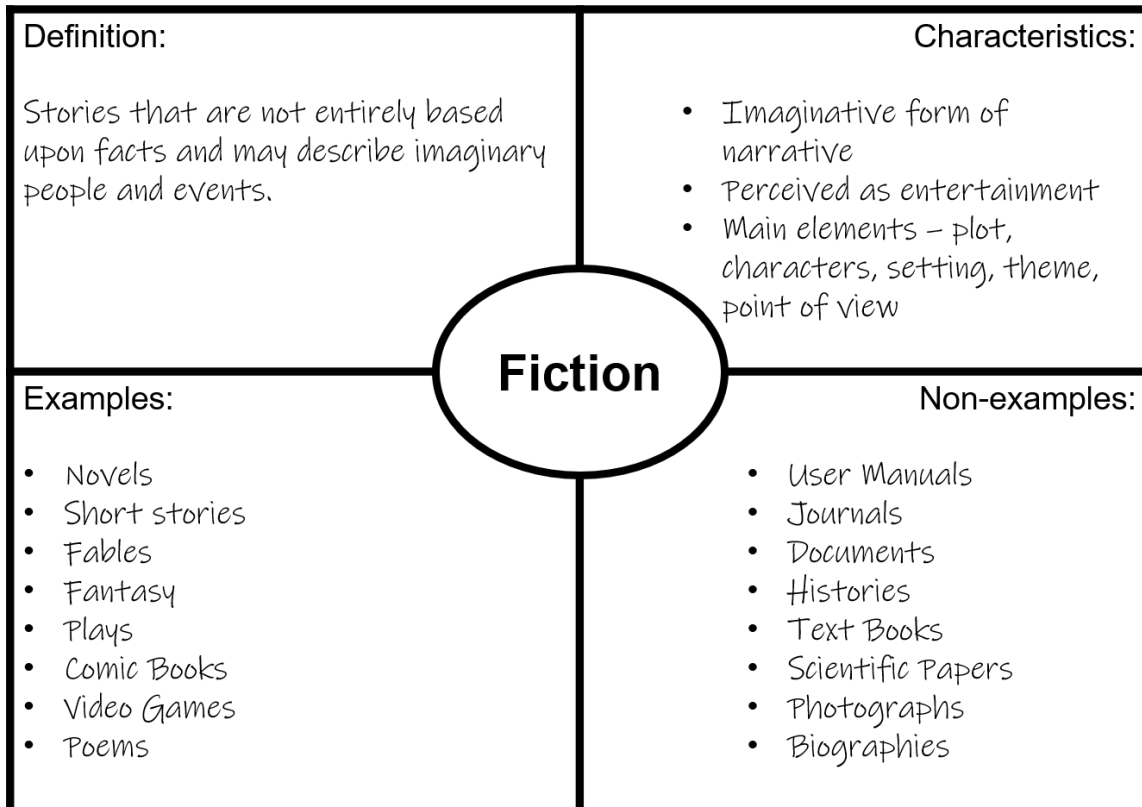 Definition:
Stories that are not entirely based
upon facts and may describe imaginary
people and events.
Characteristics:
• Imaginative form of
narrative
• Perceived as entertainment
• Main elements – plot,
characters, setting, theme,
point of view
Fiction
Examples:
• Novels
• Short stories
• Fables
• Fantasy
• Plays
• Comic Books
• Video Games
• Poems
Non-examples:
• User Manuals
• Journals
• Documents
• Histories
• Text Books
• Scientific Papers
• Photographs
• Biographies